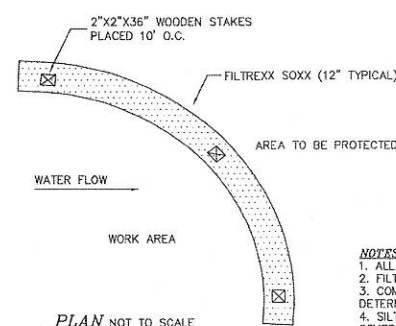 2"X2"X36" WOODEN STAKES
PLACED 10' O.C.
FILTREXX SOXX (12" TYPICAL)
AREA TO BE PROTECTED
WATER FLOW
WORK AREA
NOTES
1. ALL
2. FILT
3. COM
DETERM
4. SILT
PLAN NOT TO SCALE